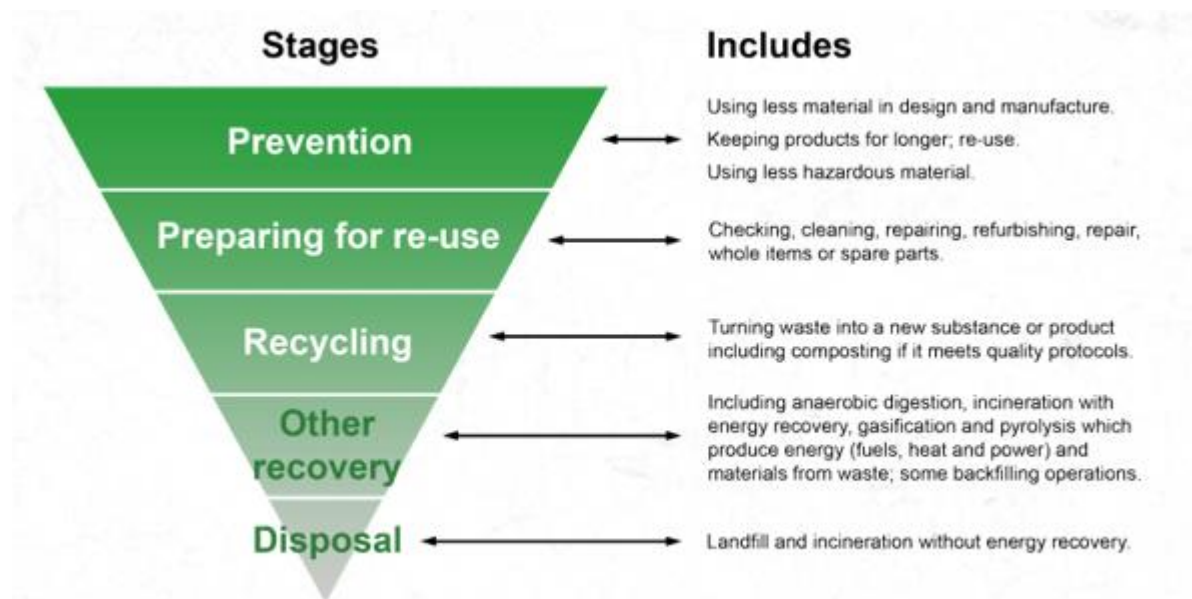 Stages
Includes
Prevention
Using less material in design and manufacture.
Keeping products for longer; re-use.
Using less hazardous material.
Preparing for re-use
Checking, cleaning, repairing, refurbishing, repair,
whole items or spare parts.
Recycling
Turning waste into a new substance or product
including composting if it meets quality protocols.
Other
recovery
Including anaerobic digestion, incineration with
energy recovery, gasification and pyrolysis which
produce energy (fuels, heat and power) and
materials from waste; some backfilling operations.
Disposal
Landfill and incineration without energy recovery.